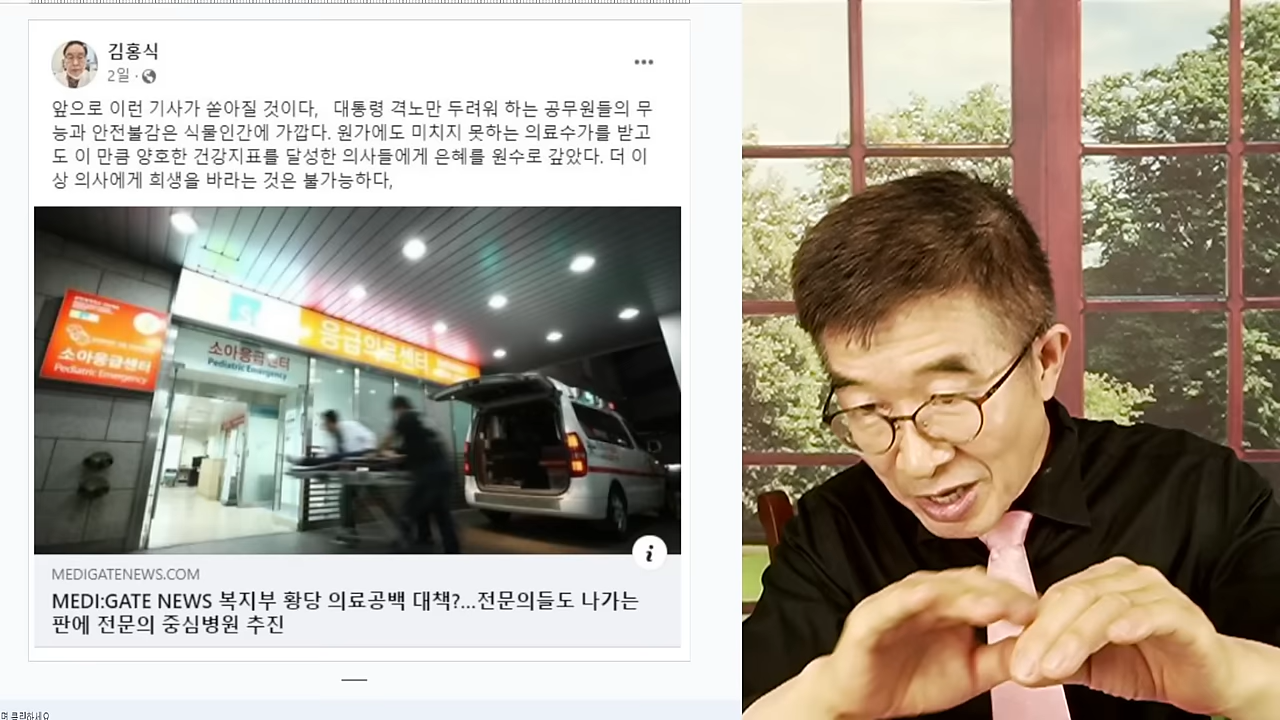 김홍식
2일 ·
앞으로 이런 기사가 쏟아질 것이다, 대통령 격노만 두려워 하는 공무원들의 무
능과 안전불감은 식물인간에 가깝다. 원가에도 미치지 못하는 의료수가를 받고
도 이 만큼 양호한 건강지표를 달성한 의사들에게 은혜를 원수로 갚았다. 더 이
상 의사에게 희생을 바라는 것은 불가능하다,
응급의료센터
소아응급센터
Pediatric Emergency
소아응급센터
Pediatric Emergency
MEDIGATENEWS.COM
MEDI:GATE NEWS 복지부 황당 의료공백 대책?...전문의들도 나가는
판에 전문의 중심병원 추진